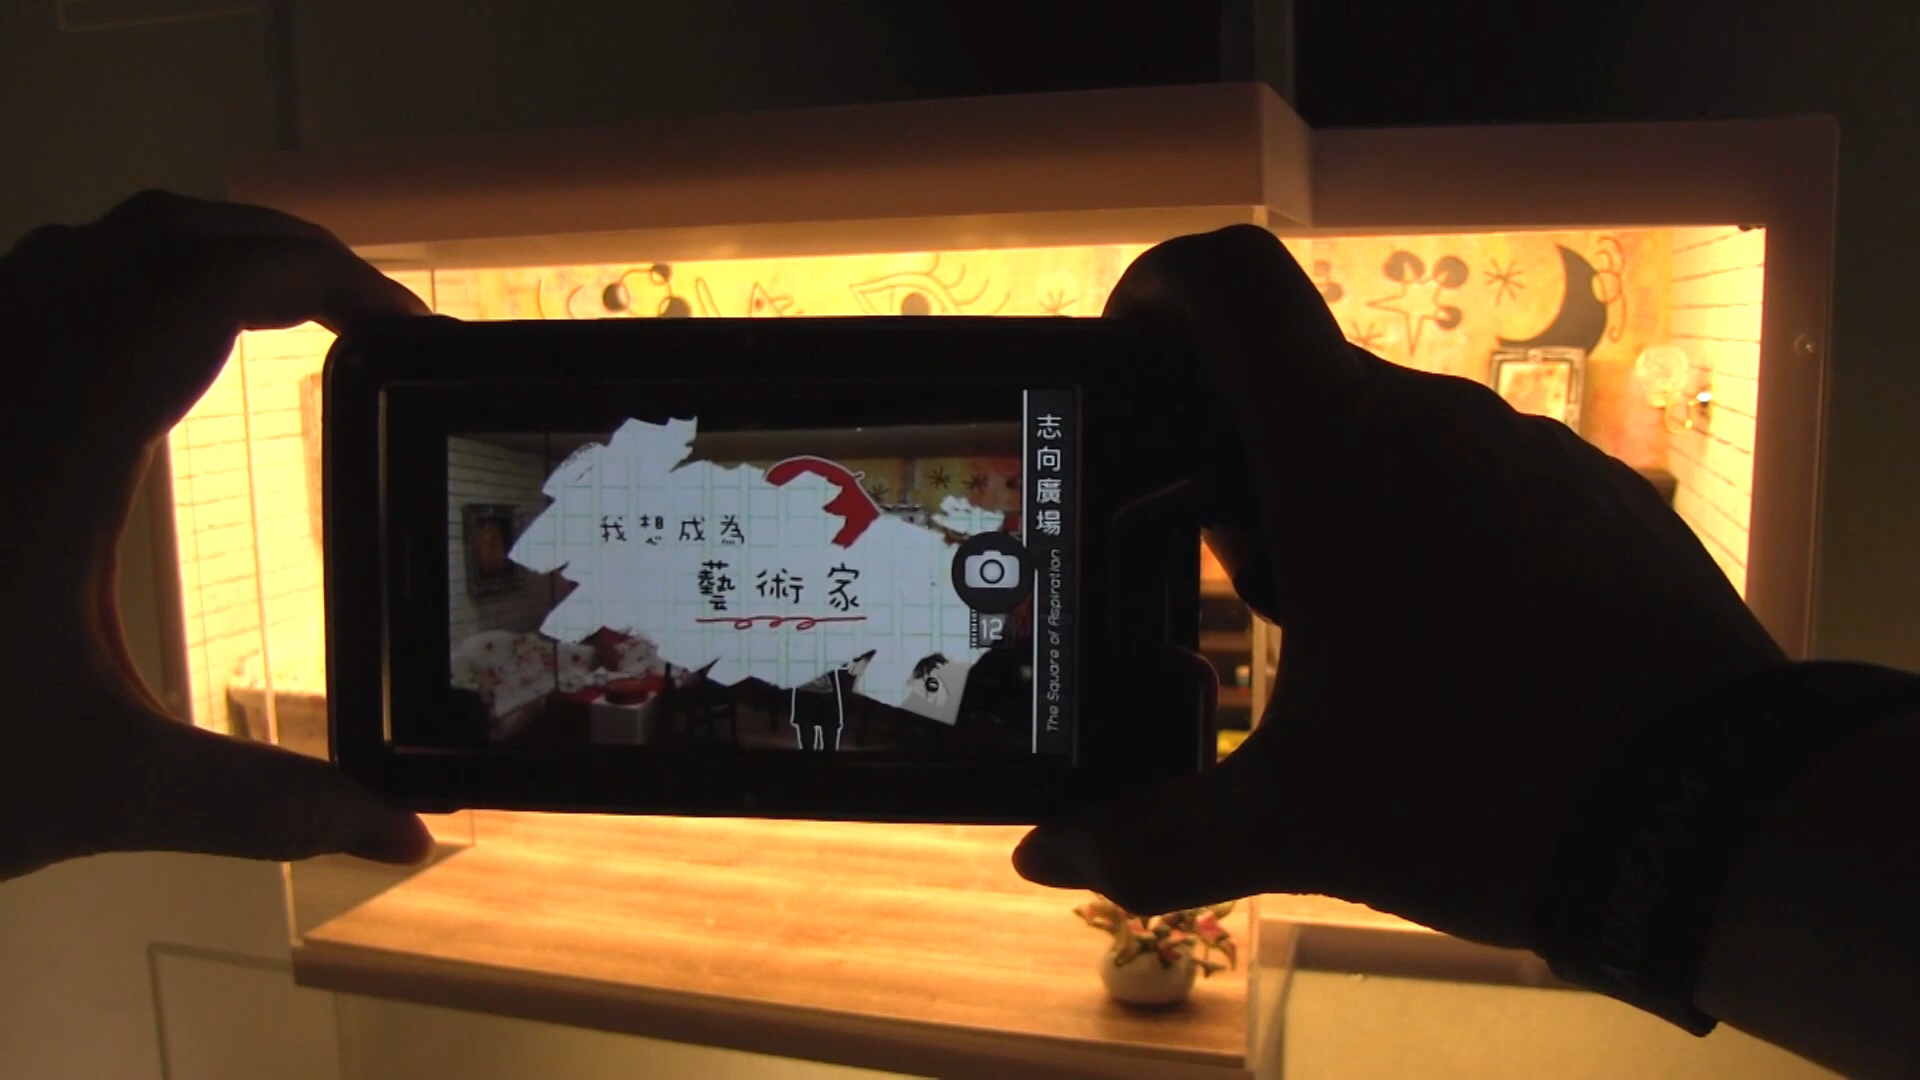 我想成為
藝術家
志向廣場
The Square of Aspiration
12